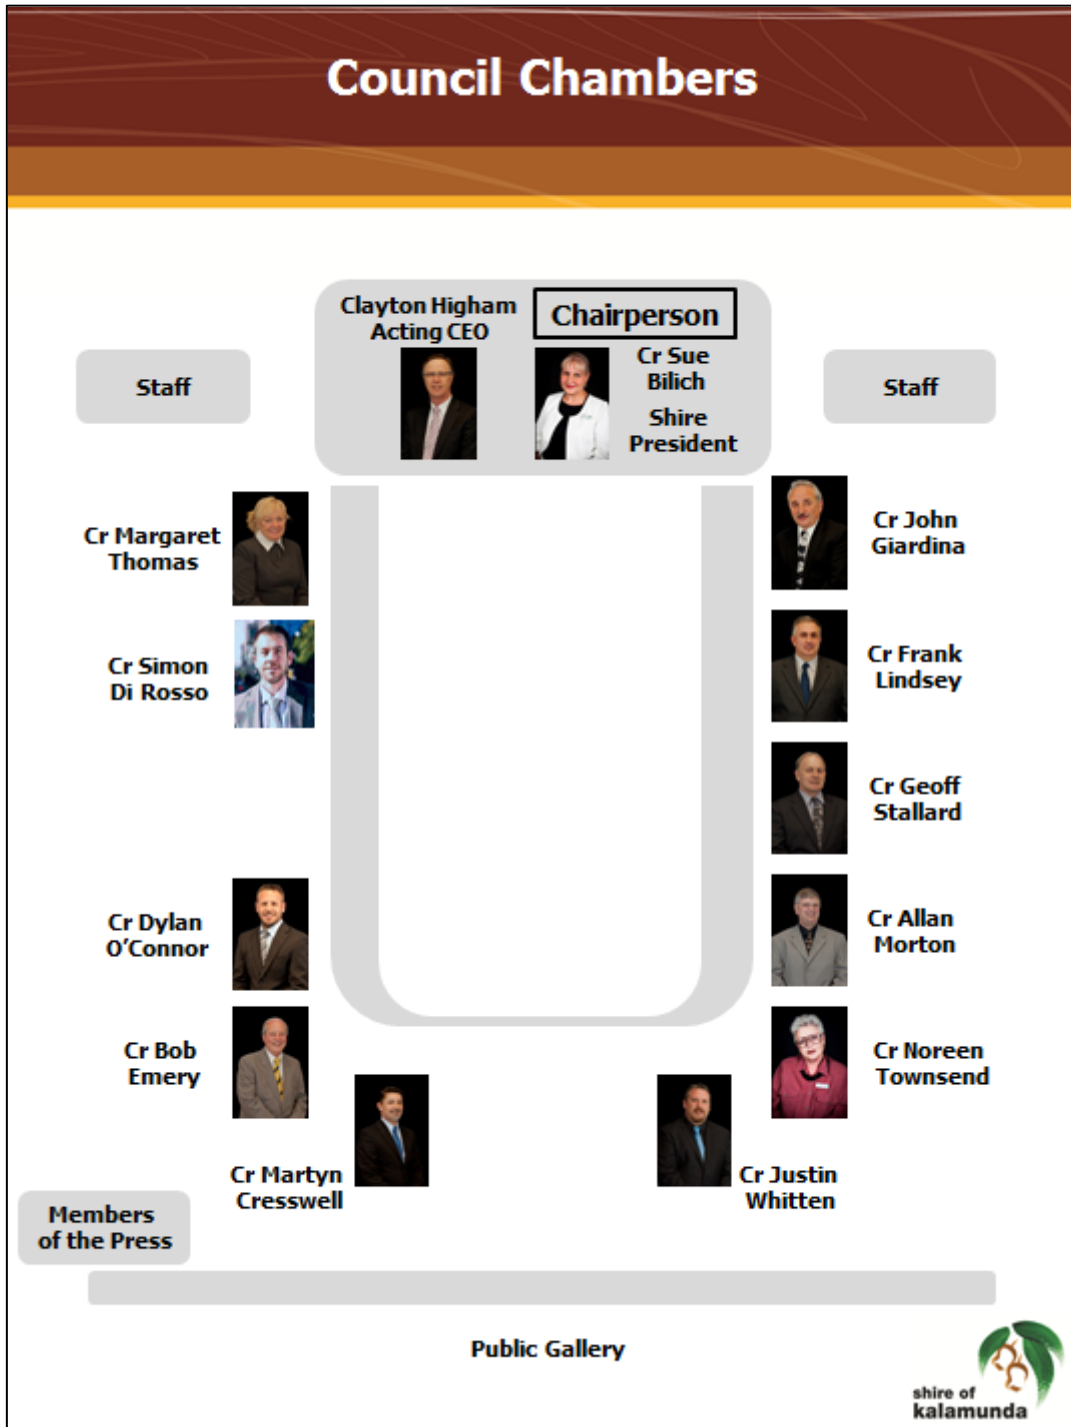 Council Chambers
Clayton Higham
Acting CEO
Chairperson
Cr Sue
Bilich
Shire
President
Staff
Staff
Cr Margaret
Thomas
Cr John
Giardina
Cr Simon
Di Rosso
Cr Frank
Lindsey
Cr Geoff
Stallard
Cr Dylan
O'Connor
Cr Allan
Morton
Cr Bob
Emery
Cr Noreen
Townsend
Cr Martyn
Cresswell
Cr Justin
Whitten
Members
of the Press
Public Gallery
shire of
kalamunda